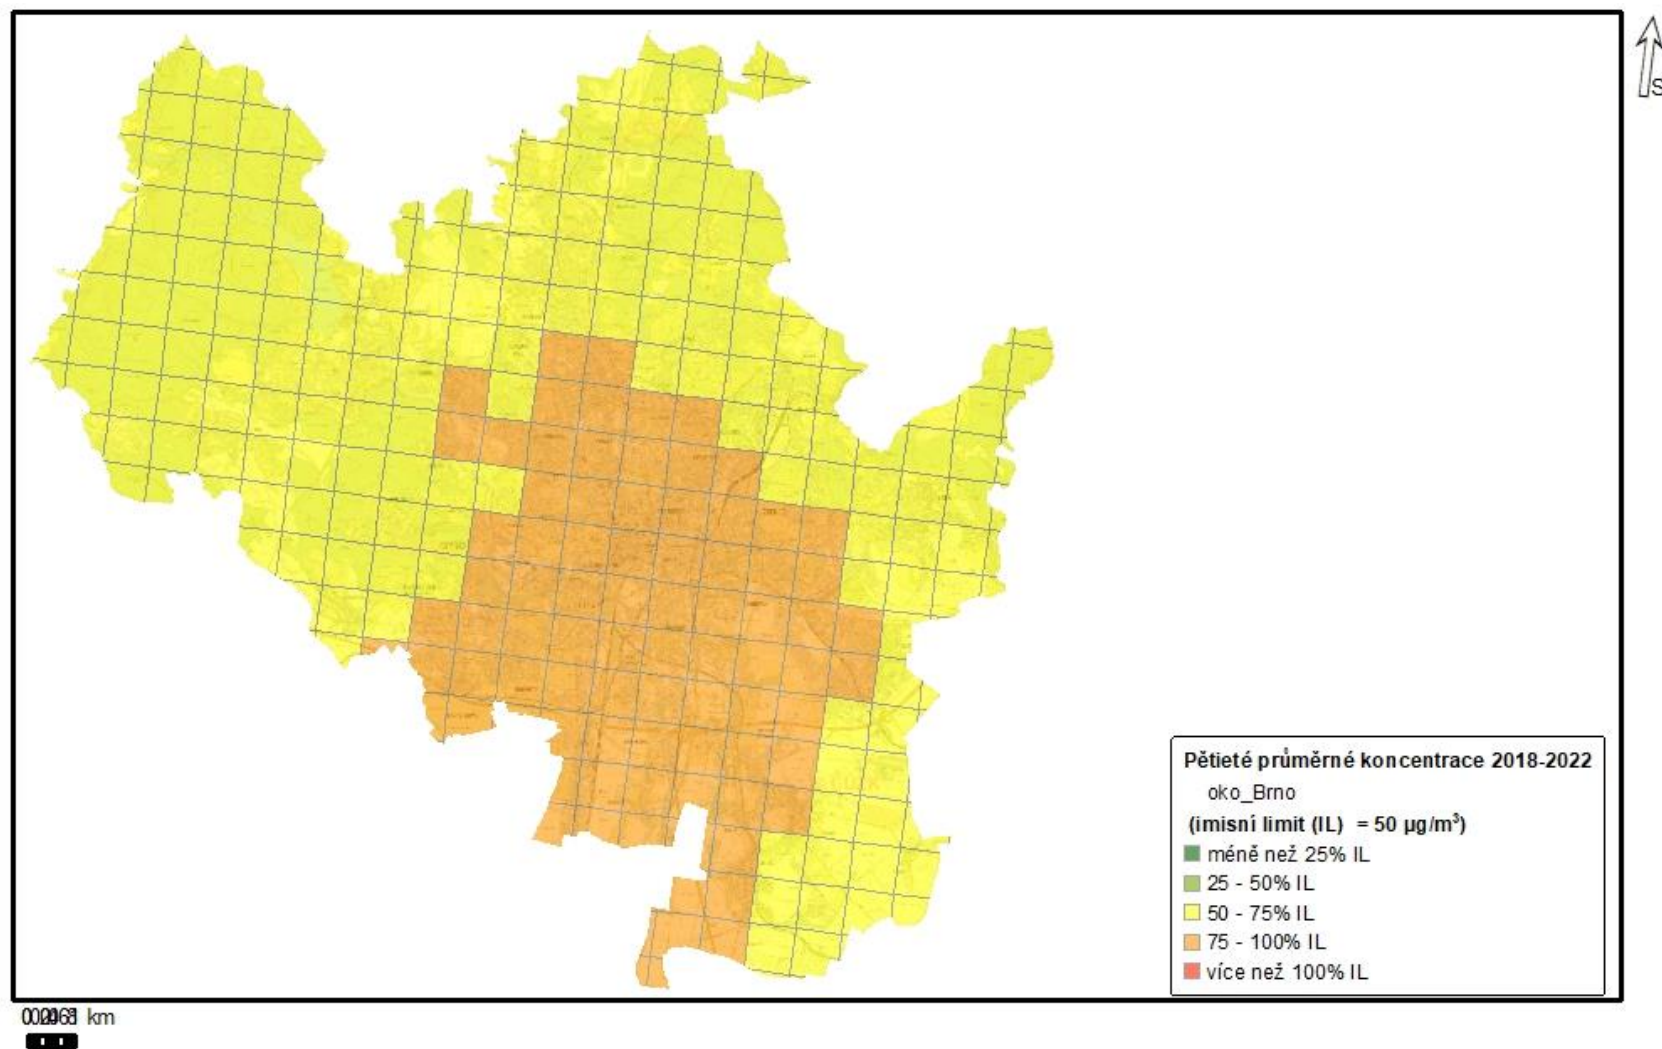 S
Pětieté průměrné koncentrace 2018-2022
oko_Brno
(imisní limit (IL) = 50 µg/m³)
méně než 25% IL
25 - 50% IL
50 - 75% IL
75 - 100% IL
více než 100% IL
km